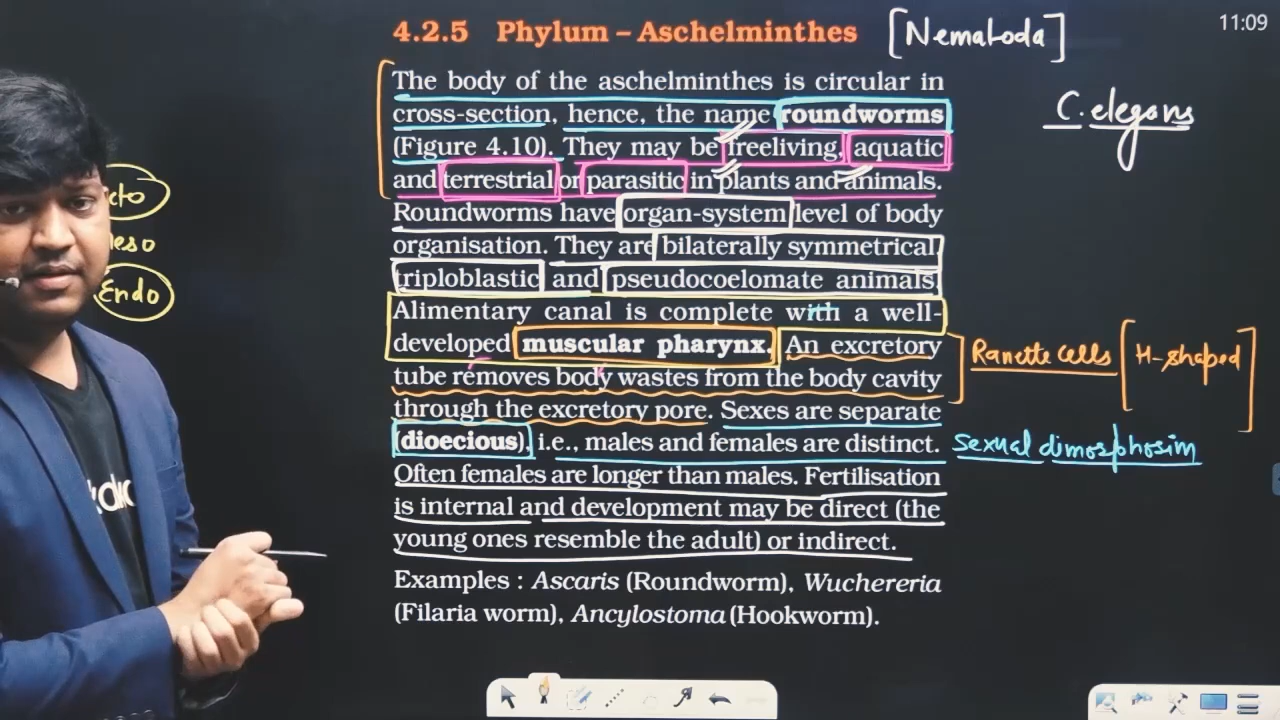 4.2.5 Phylum – Aschelminthes [Nematoda]
11:09
C. elegans
The body of the aschelminthes is circular in
cross-section, hence, the name roundworms
(Figure 4.10). They may be freeliving, aquatic
and terrestrial or parasitic in plants and animals.
Roundworms have organ-system level of body
organisation. They are bilaterally symmetrical,
triploblastic and pseudocoelomate animals.
Alimentary canal is complete with a well-
developed muscular pharynx. An excretory
tube removes body wastes from the body cavity
through the excretory pore. Sexes are separate
(dioecious), i.e., males and females are distinct.
Often females are longer than males. Fertilisation
is internal and development may be direct (the
young ones resemble the adult) or indirect.
Examples : Ascaris (Roundworm), Wuchereria
(Filaria worm), Ancylostoma (Hookworm).
Ranette cells [H-shaped]
Sexual dimosphosim
Endo